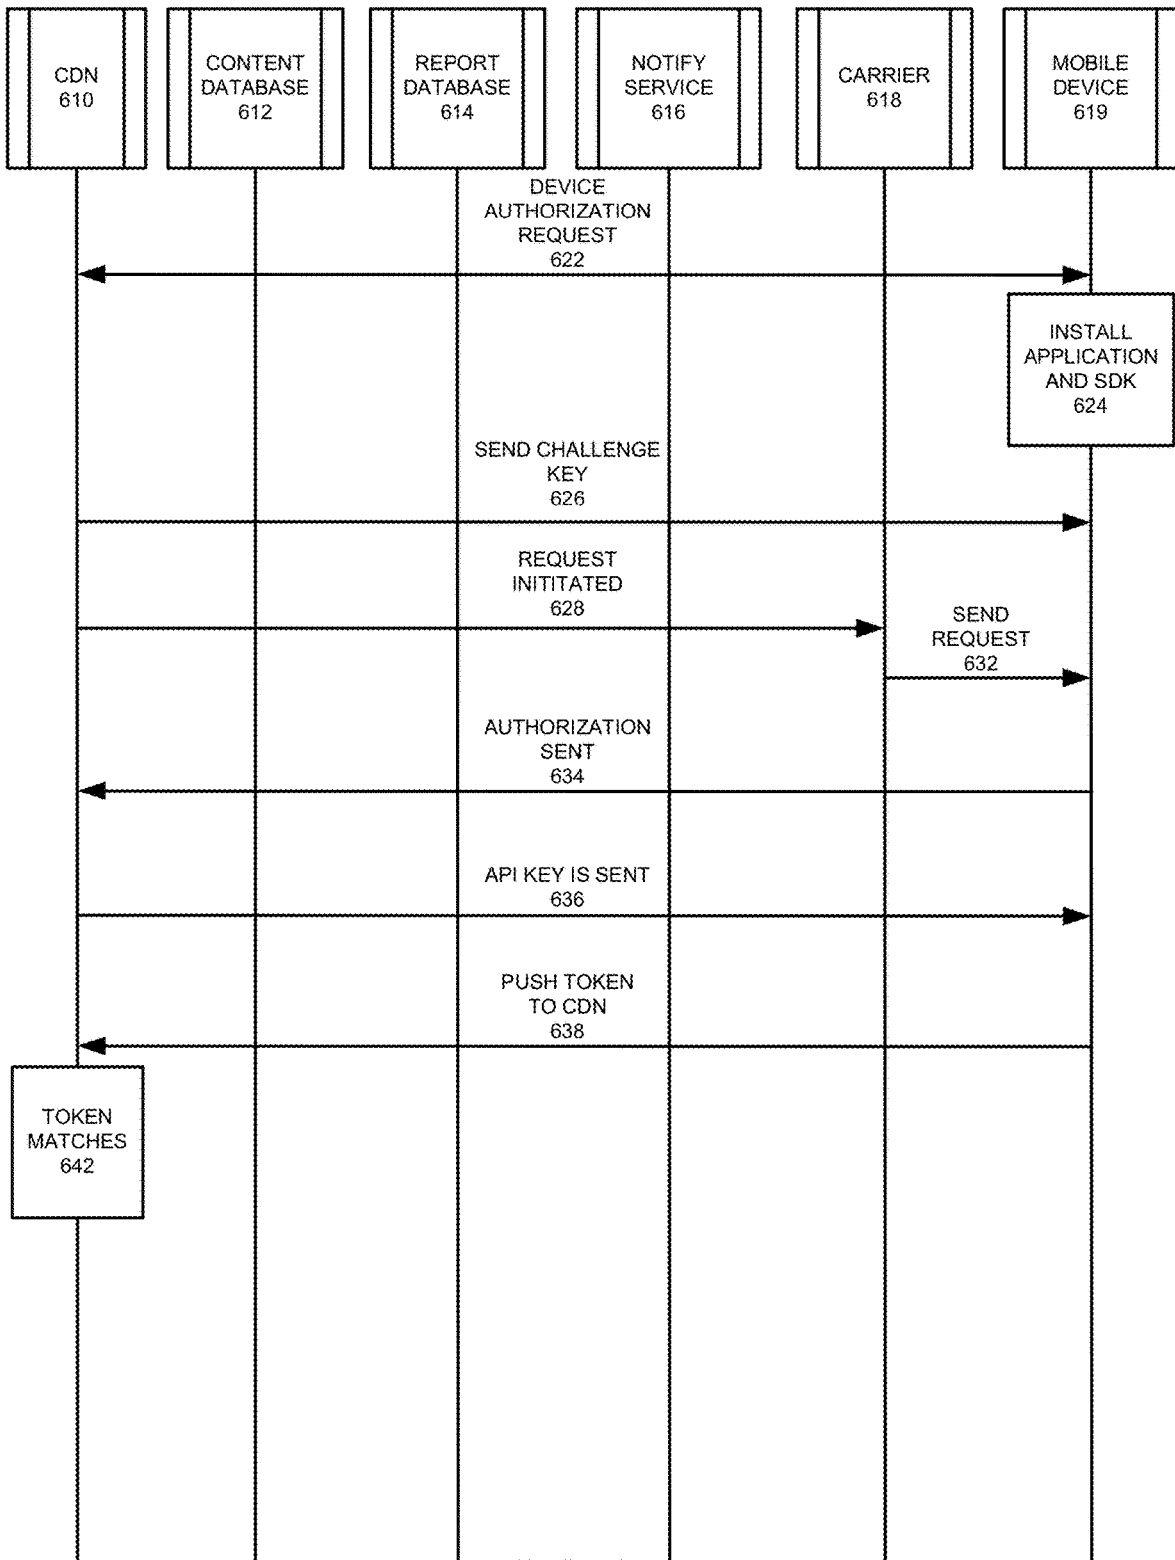 CDN
610
CONTENT
DATABASE
612
REPORT
DATABASE
614
NOTIFY
SERVICE
616
CARRIER
618
MOBILE
DEVICE
619
DEVICE
AUTHORIZATION
REQUEST
622
INSTALL
APPLICATION
AND SDK
624
SEND CHALLENGE
KEY
626
REQUEST
INITITATED
628
SEND
REQUEST
632
AUTHORIZATION
SENT
634
API KEY IS SENT
636
PUSH TOKEN
TO CDN
638
TOKEN
MATCHES
642